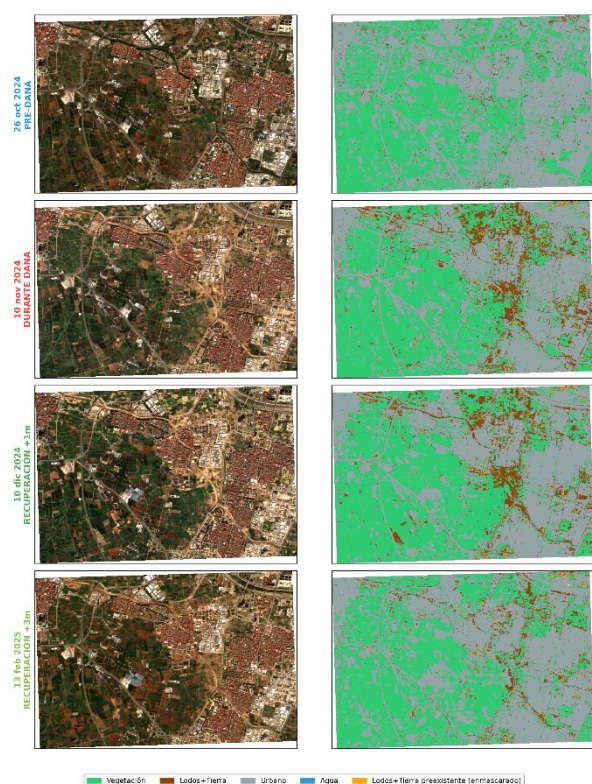 26 oct 2024
PRE-DANA
10 nov 2024
DURANTE DANA
10 dic 2024
RECUPERACIÓN +1m
13 feb 2025
RECUPERACIÓN +3m
Vegetación Lodos+Tierra Urbano Agua Lodos+Tierra preexistente (enmascarado)